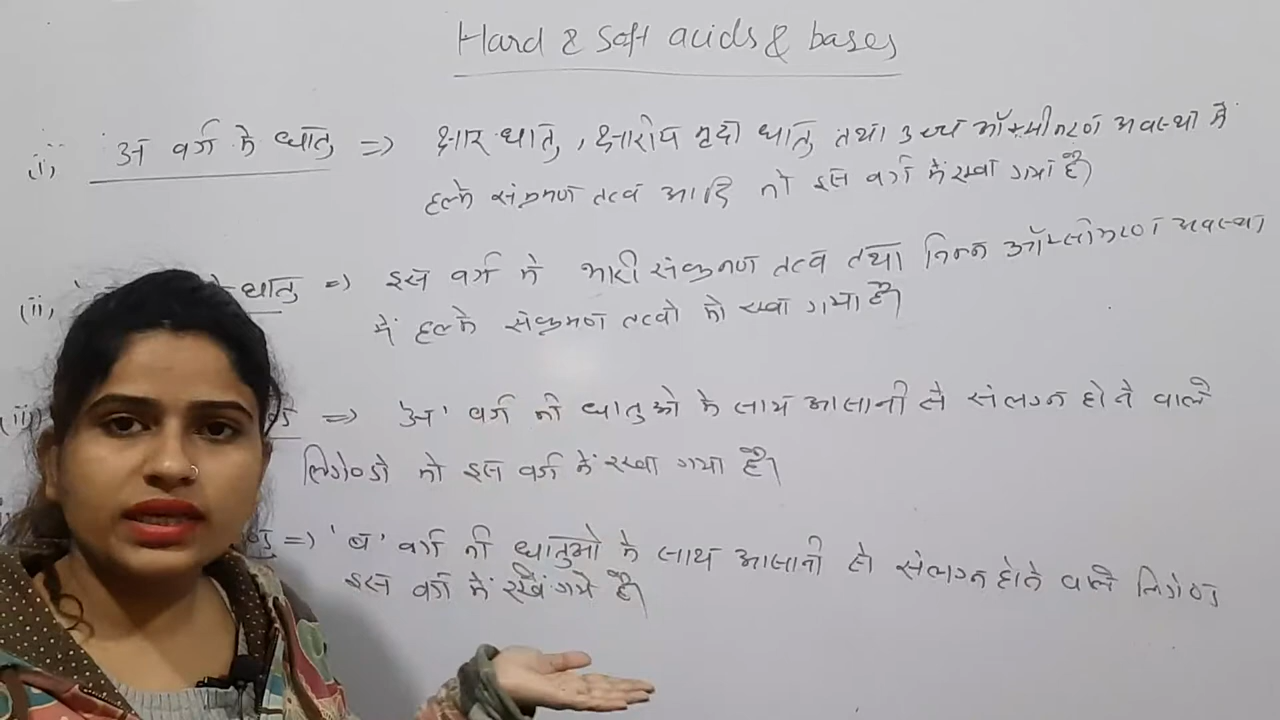 Hard & Soft acids & bases
(i) 'अ' वर्ग के धातु => क्षार धातु, क्षारीय मृदा धातु तथा उच्च ऑक्सीकरण अवस्था में
हल्के संक्रमण तत्व आदि को इस वर्ग में रखा गया है।
(ii) धातु => इस वर्ग में भारी संक्रमण तत्व तथा निम्न ऑक्सीकरण अवस्था
में हल्के संक्रमण तत्वों को रखा गया है।
=> 'अ' वर्ग की धातुओं के साथ आसानी से संलग्न होने वाले
लिगेण्डों को इस वर्ग में रखा गया है।
=> 'ब' वर्ग की धातुओं के साथ आसानी से संलग्न होने वाले लिगेण्ड
इस वर्ग में रखें गये है।